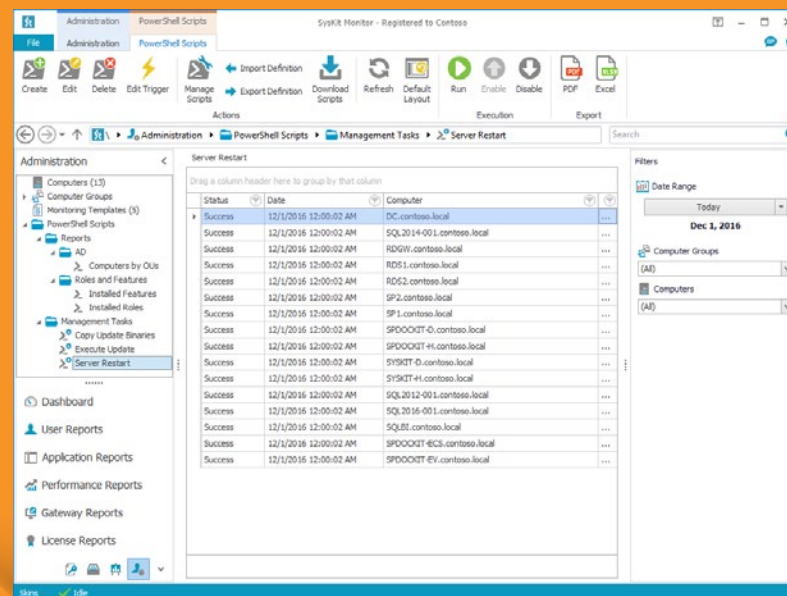 Administration
PowerShell Scripts
SysKit Monitor - Registered to Contoso
File
Administration
PowerShell Scripts
Create
Edit
Delete
Edit Trigger
Manage Scripts
Import Definition
Export Definition
Download Scripts
Refresh
Default Layout
Run
Enable
Disable
PDF
Excel
Actions
Execution
Export
Administration
PowerShell Scripts
Management Tasks
Server Restart
Search
Administration
Computers (13)
Computer Groups
Monitoring Templates (5)
PowerShell Scripts
Reports
AD
Computers by OUs
Roles and Features
Installed Features
Installed Roles
Management Tasks
Copy Update Binaries
Execute Update
Server Restart
Dashboard
User Reports
Application Reports
Performance Reports
Gateway Reports
License Reports
Server Restart
Drag a column header here to group by that column
Status Date Computer
Success 12/1/2016 12:00:02 AM DC.contoso.local ...
Success 12/1/2016 12:00:02 AM SQL2014-001.contoso.local ...
Success 12/1/2016 12:00:02 AM RDGW.contoso.local ...
Success 12/1/2016 12:00:02 AM RDS1.contoso.local ...
Success 12/1/2016 12:00:02 AM RDS2.contoso.local ...
Success 12/1/2016 12:00:02 AM SP2.contoso.local ...
Success 12/1/2016 12:00:02 AM SP1.contoso.local ...
Success 12/1/2016 12:00:02 AM SPDOCKIT-D.contoso.local ...
Success 12/1/2016 12:00:02 AM SPDOCKIT-H.contoso.local ...
Success 12/1/2016 12:00:02 AM SYSKIT-D.contoso.local ...
Success 12/1/2016 12:00:02 AM SYSKIT-H.contoso.local ...
Success 12/1/2016 12:00:02 AM SQL2012-001.contoso.local ...
Success 12/1/2016 12:00:02 AM SQL2016-001.contoso.local ...
Success 12/1/2016 12:00:02 AM SQLBI.contoso.local ...
Success 12/1/2016 12:00:02 AM SPDOCKIT-ECS.contoso.local ...
Success 12/1/2016 12:00:02 AM SPDOCKIT-EV.contoso.local ...
Filters
Date Range
Today
Dec 1, 2016
Computer Groups
(All)
Computers
(All)
Skins
Idle